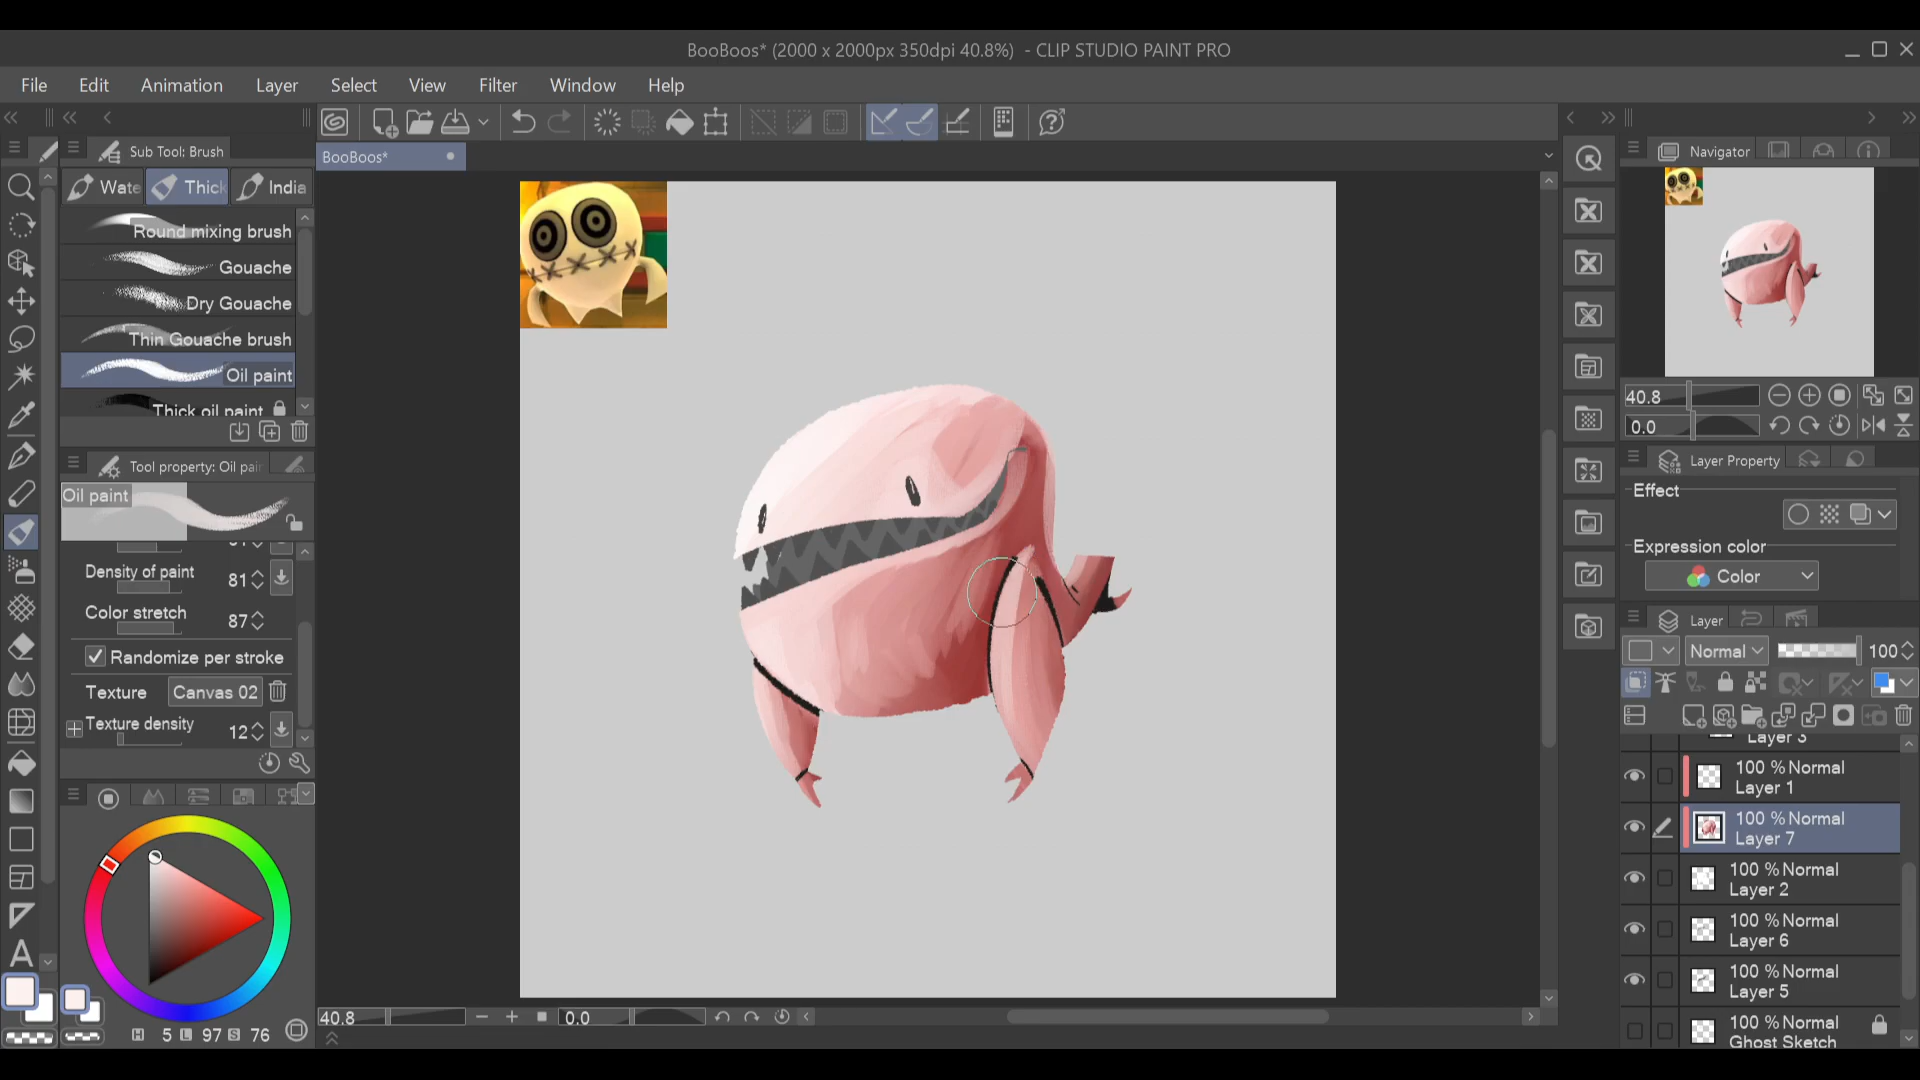 BooBoos* (2000 x 2000px 350dpi 40.8%)  - CLIP STUDIO PAINT PRO
File Edit Animation Layer Select View Filter Window Help
Sub Tool: Brush
BooBoos*
Wate Thick India
Round mixing brush
Gouache
Dry Gouache
Thin Gouache brush
Oil paint
Thick oil paint
Tool property: Oil pai
Oil paint
Density of paint 81
Color stretch 87
Randomize per stroke
Texture Canvas 02
Texture density 12
H 5 L 97 S 76
40.8 0.0
Navigator
40.8
0.0
Layer Property
Effect
Expression color
Color
Layer
Normal 100
Layer 3
100 % Normal
Layer 1
100 % Normal
Layer 7
100 % Normal
Layer 2
100 % Normal
Layer 6
100 % Normal
Layer 5
100 % Normal
Ghost Sketch